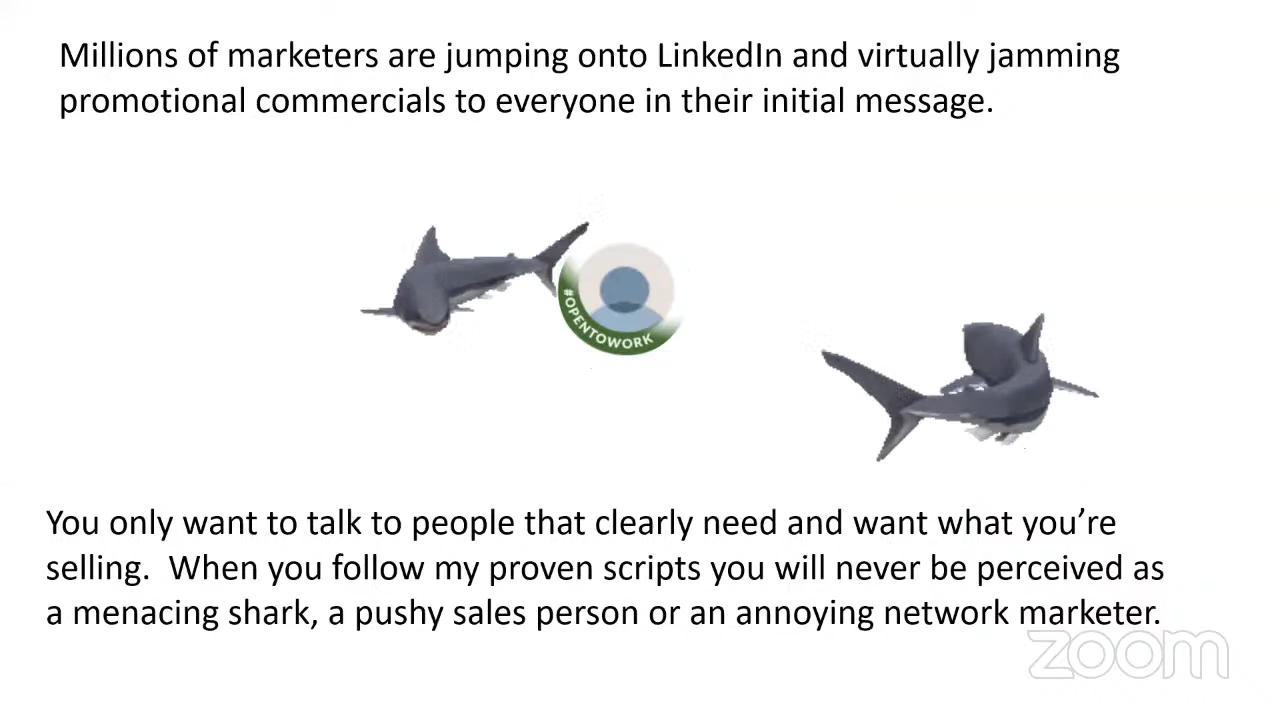 Millions of marketers are jumping onto LinkedIn and virtually jamming
promotional commercials to everyone in their initial message.
#OPENTOWORK
You only want to talk to people that clearly need and want what you’re
selling.  When you follow my proven scripts you will never be perceived as
a menacing shark, a pushy sales person or an annoying network marketer.
zoom